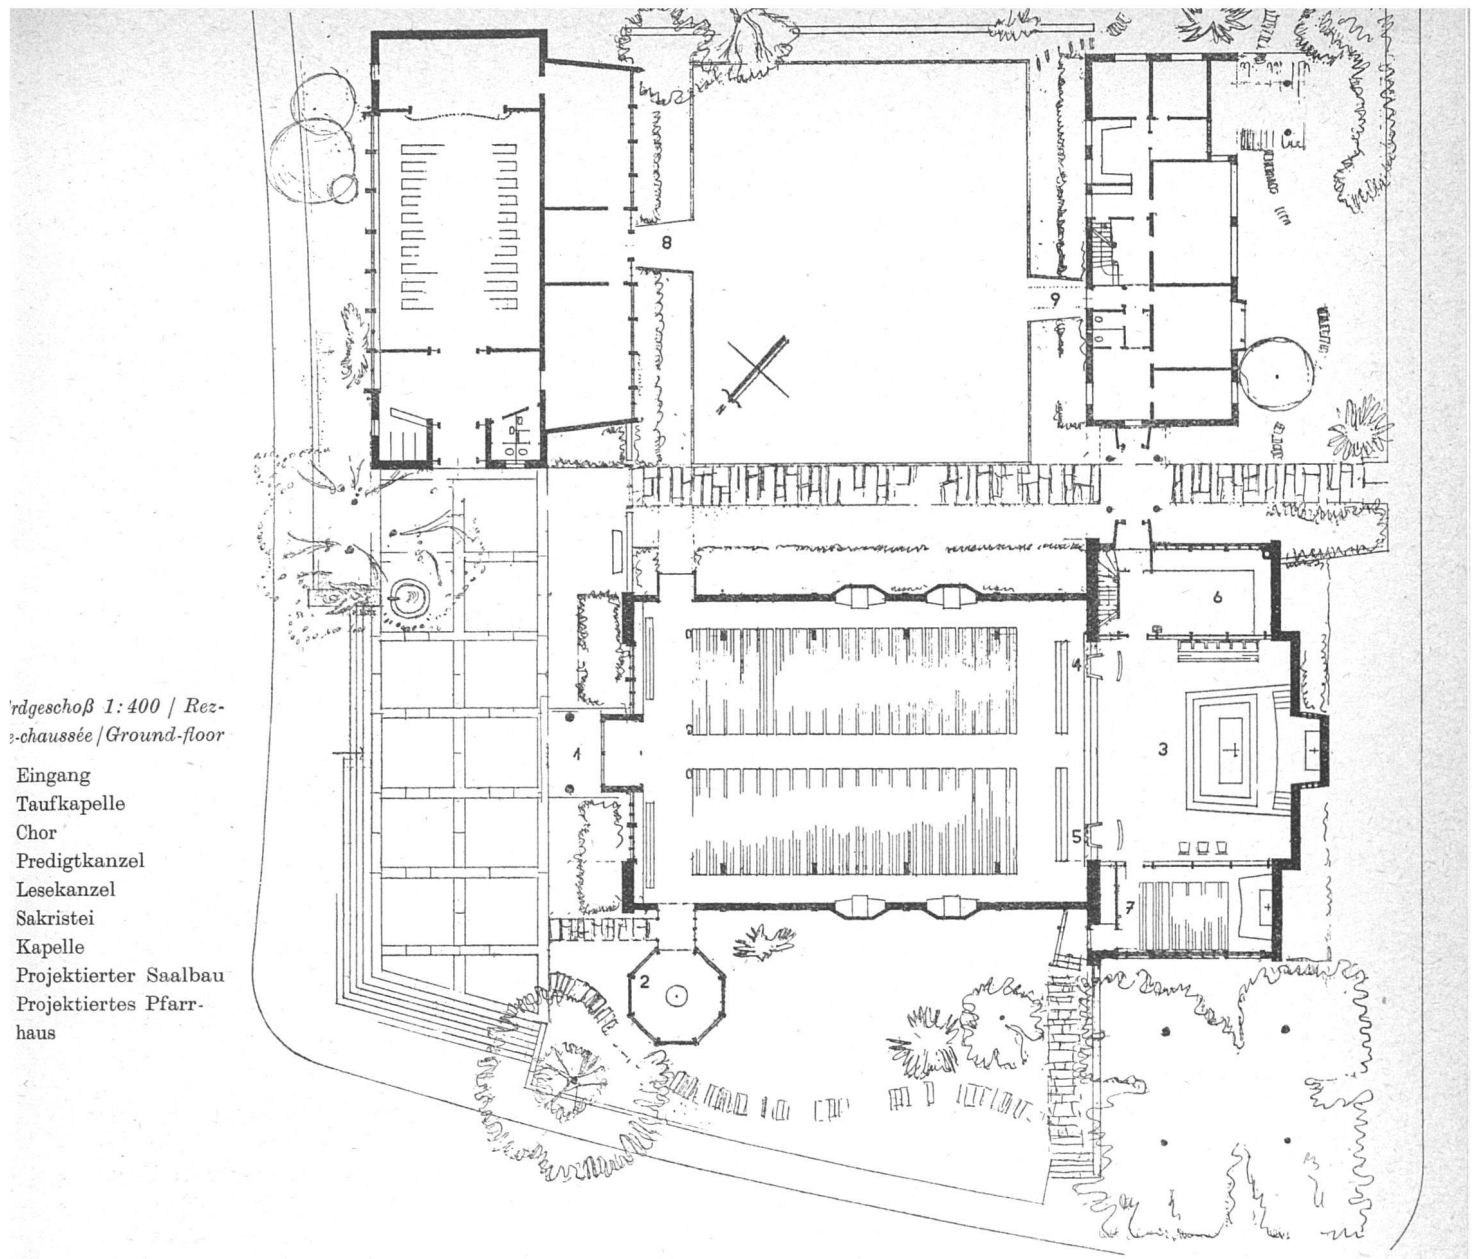 rdgeschoß 1:400 / Rez-
-chaussée / Ground-floor
Eingang
Taufkapelle
Chor
Predigtkanzel
Lesekanzel
Sakristei
Kapelle
Projektierter Saalbau
Projektiertes Pfarr-
haus
8
9
6
4
1
3
5
7
2